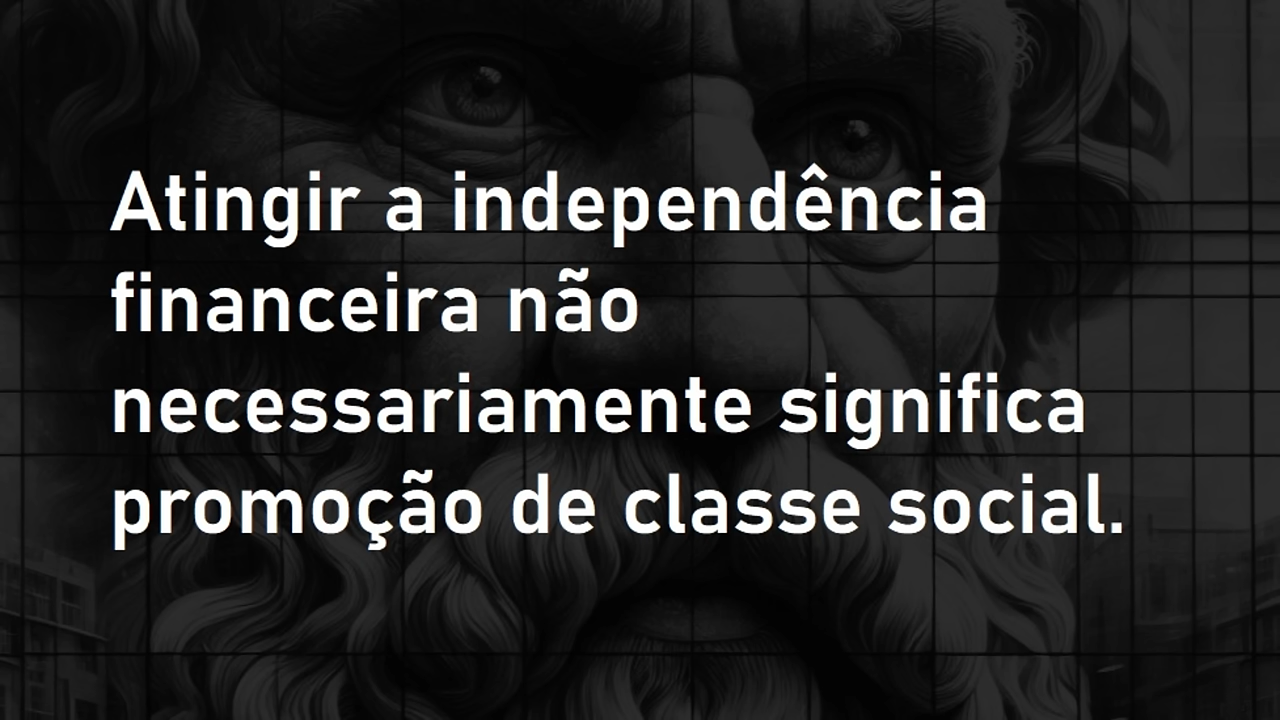 Atingir a independência
financeira não
necessariamente significa
promoção de classe social.